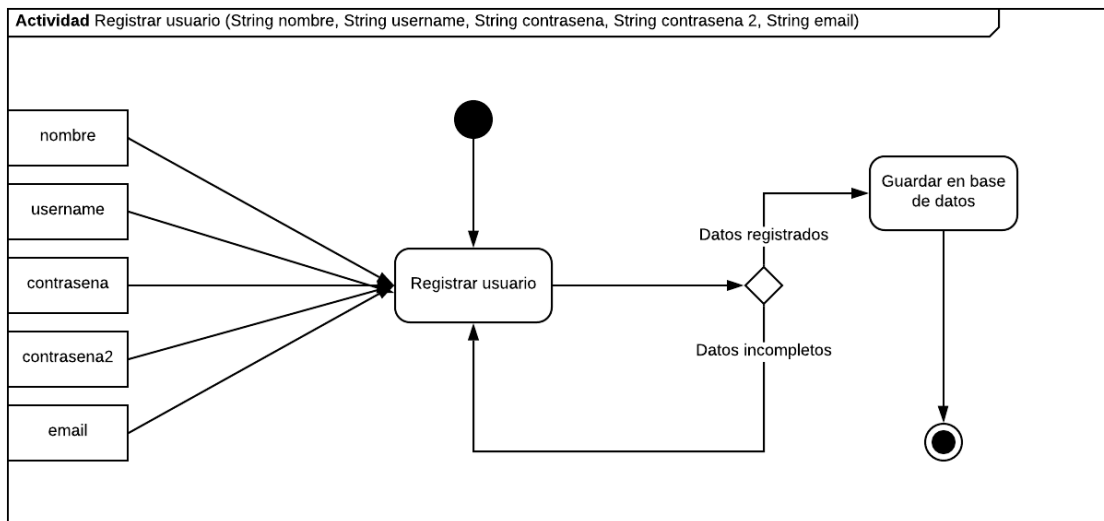 Actividad Registrar usuario (String nombre, String username, String contrasena, String contrasena 2, String email)
nombre
username
contrasena
contrasena2
email
Registrar usuario
Datos registrados
Datos incompletos
Guardar en base
de datos